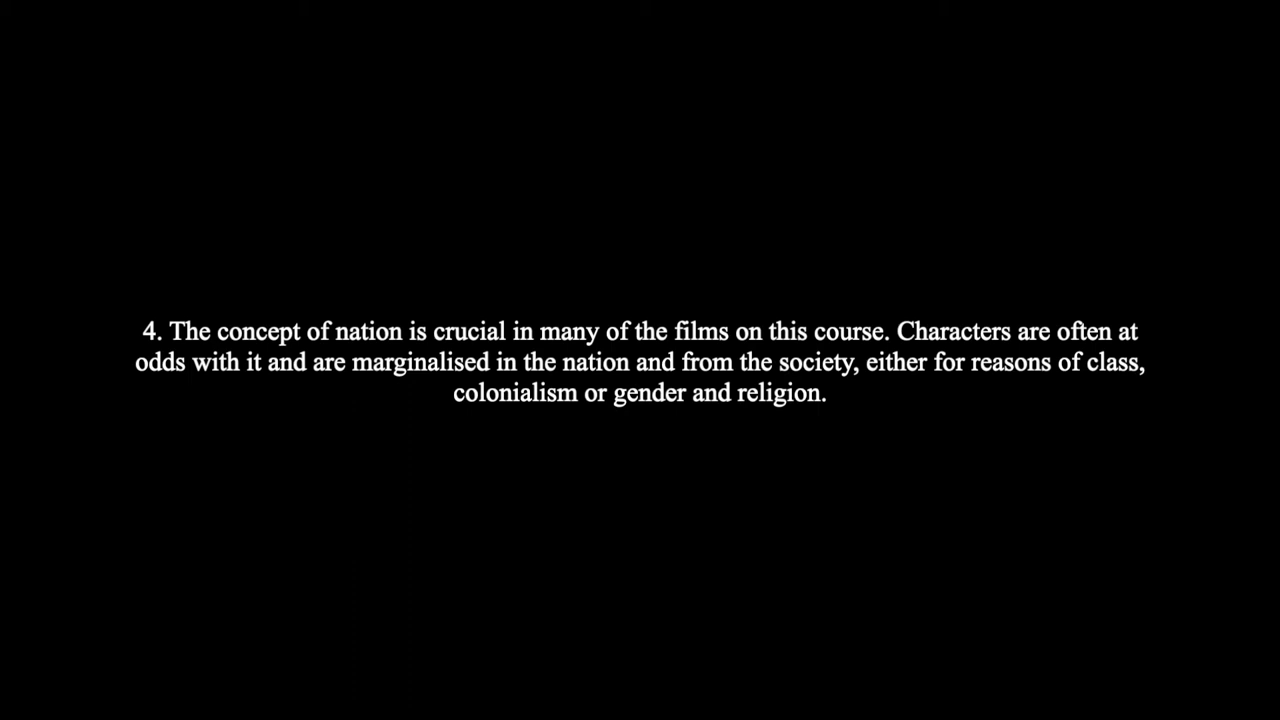 4. The concept of nation is crucial in many of the films on this course. Characters are often at
odds with it and are marginalised in the nation and from the society, either for reasons of class,
colonialism or gender and religion.